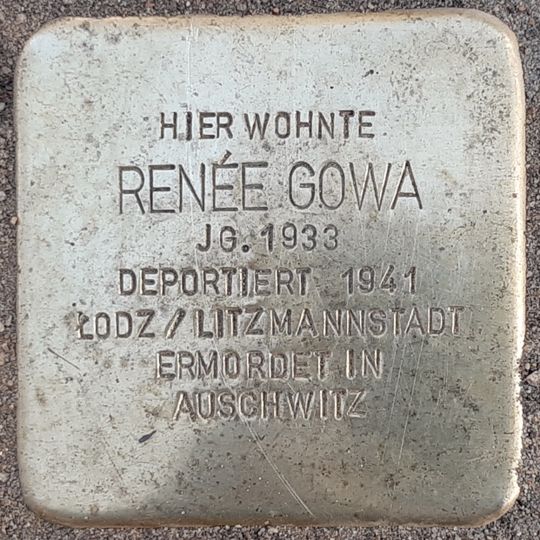 HIER WOHNTE
RENÉE GOWA
JG. 1933
DEPORTIERT 1941
ŁODZ / LITZMANNSTADT
ERMORDET IN
AUSCHWITZ